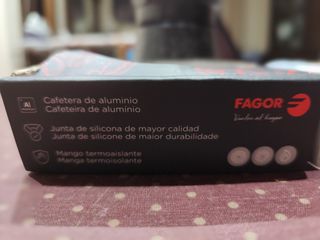 Al
Cafetera de aluminio
Cafeteira de alumínio
Junta de silicona de mayor calidad
Junta de silicone de maior durabilidade
Mango termoaislante
Manga termoisolante
FAGOR
Vuelve al hogar